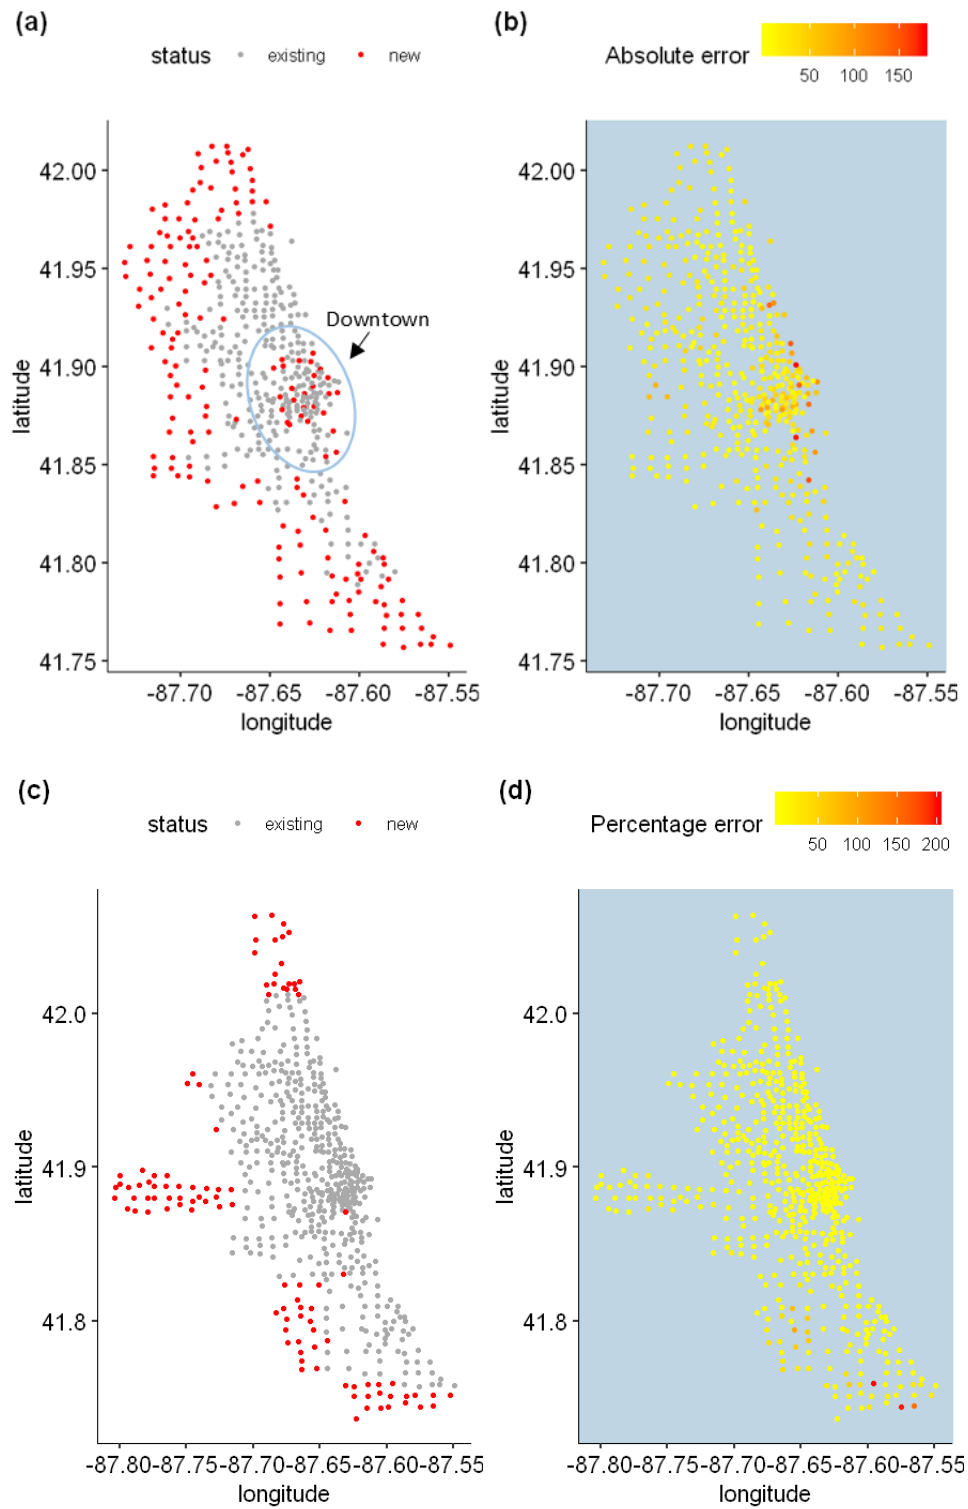 (a)
status existing new
42.00
41.95
41.90
41.85
41.80
41.75
latitude
Downtown
-87.70 -87.65 -87.60 -87.55
longitude
(b)
Absolute error
50 100 150
42.00
41.95
41.90
41.85
41.80
41.75
latitude
-87.70 -87.65 -87.60 -87.55
longitude
(c)
status existing new
42.0
41.9
41.8
latitude
-87.80-87.75-87.70-87.65-87.60-87.55
longitude
(d)
Percentage error
50 100 150 200
42.0
41.9
41.8
latitude
-87.80-87.75-87.70-87.65-87.60-87.55
longitude